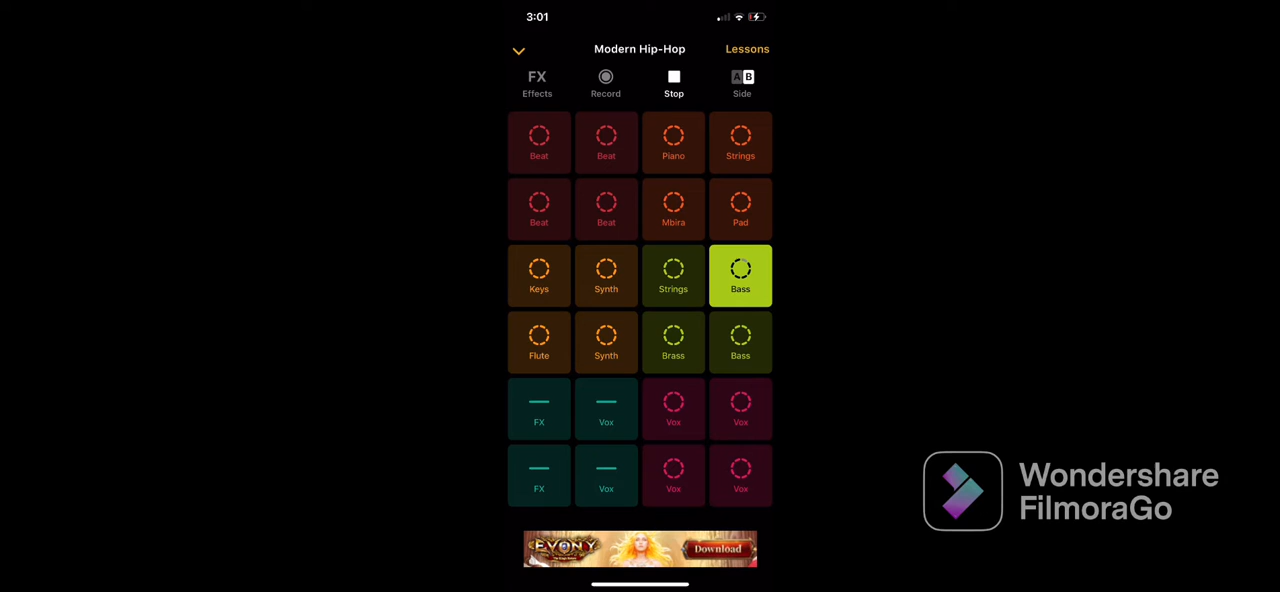 3:01
Modern Hip-Hop
Lessons
FX
A B
Effects
Record
Stop
Side
Beat
Beat
Piano
Strings
Beat
Beat
Mbira
Pad
Keys
Synth
Strings
Bass
Flute
Synth
Brass
Bass
FX
Vox
Vox
Vox
FX
Vox
Vox
Vox
EVONY
Download
Wondershare
FilmoraGo